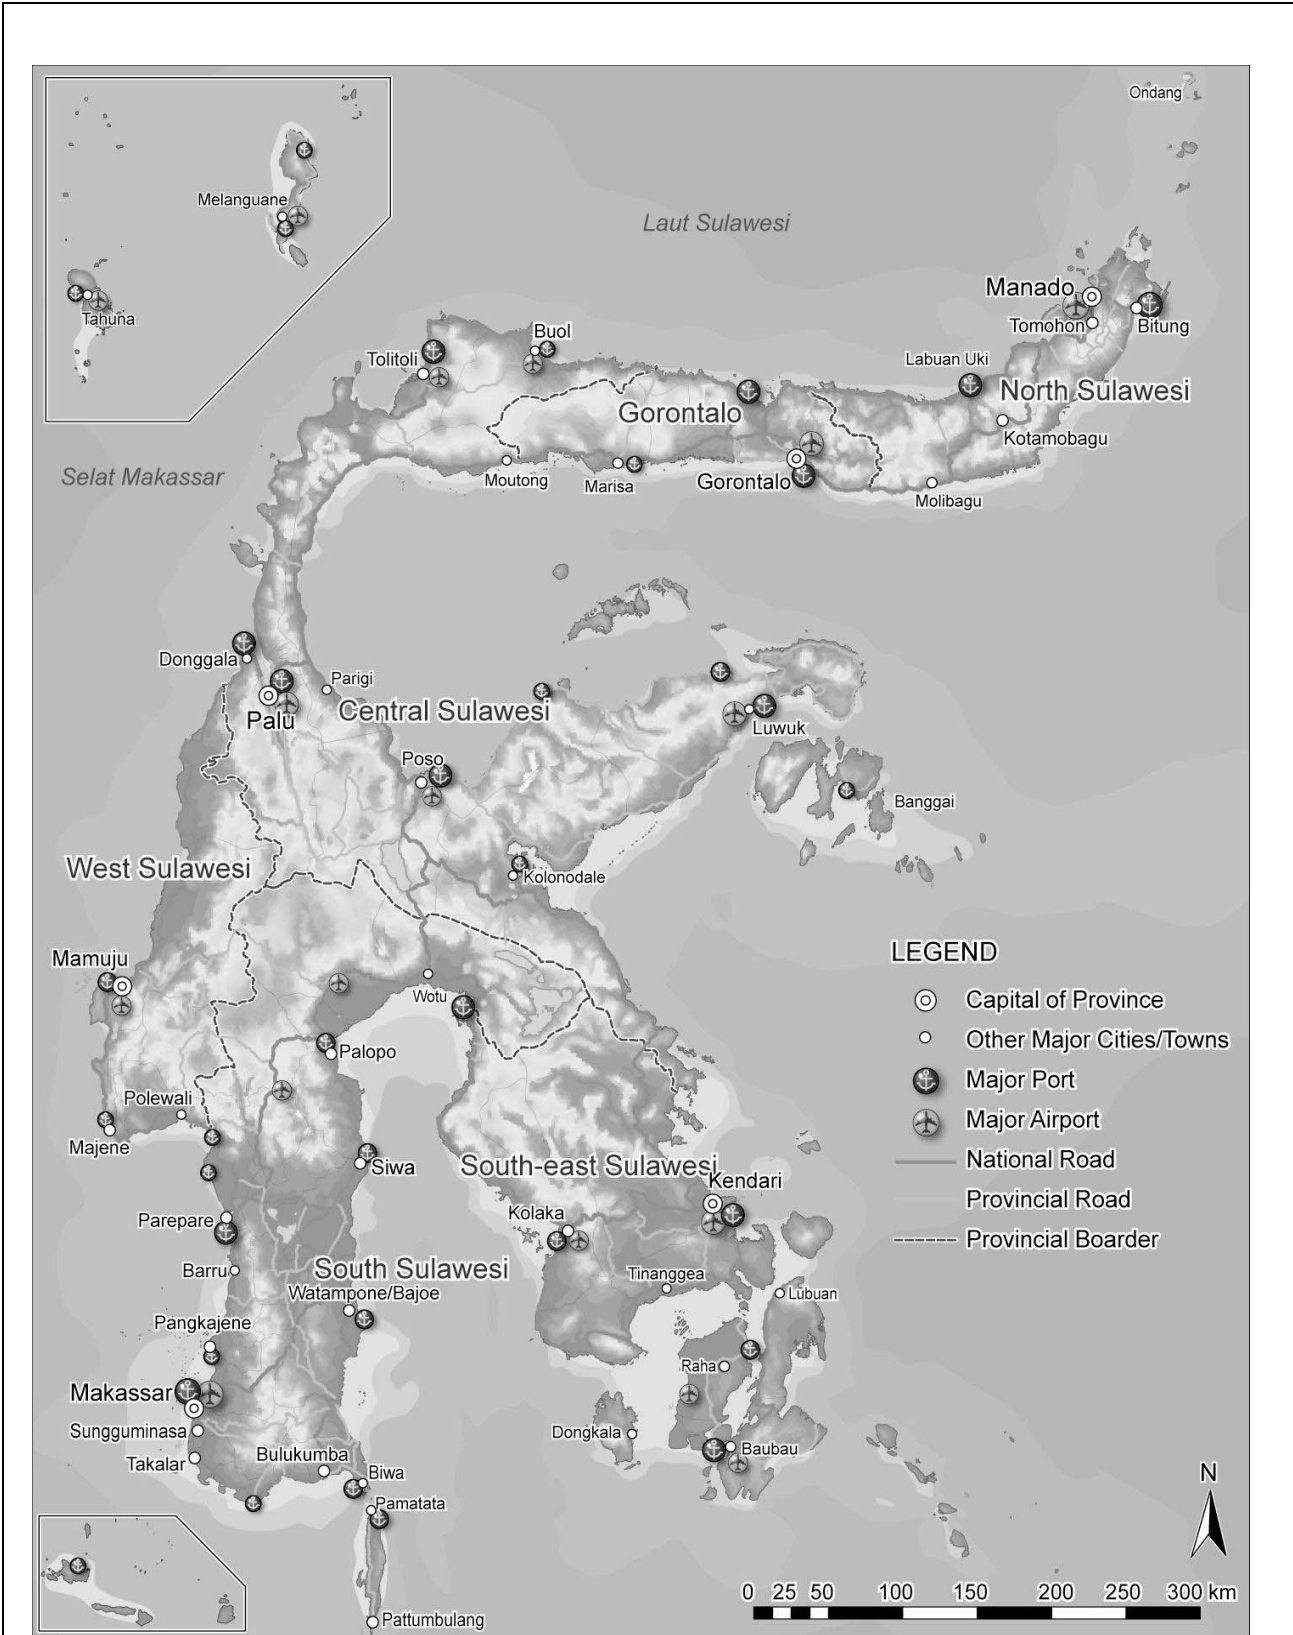 Ondang
Melanguane
Laut Sulawesi
Tahuna
Manado
Tomohon
Bitung
Buol
Tolitoli
Labuan Uki
North Sulawesi
Gorontalo
Kotamobagu
Selat Makassar
Moutong
Marisa
Gorontalo
Molibagu
Donggala
Parigi
Central Sulawesi
Palu
Luwuk
Poso
Banggai
West Sulawesi
Kolonodale
Mamuju
Wotu
Palopo
Polewali
Majene
Siwa
South-east Sulawesi
Kendari
Parepare
Kolaka
Barru
South Sulawesi
Tinanggea
Watampone/Bajoe
Lubuan
Pangkajene
Raha
Makassar
Sungguminasa
Dongkala
Takalar
Bulukumba
Baubau
Biwa
Pamatata
Pattumbulang
LEGEND
Capital of Province
Other Major Cities/Towns
Major Port
Major Airport
National Road
Provincial Road
Provincial Boarder
N
0 25 50 100 150 200 250 300 km